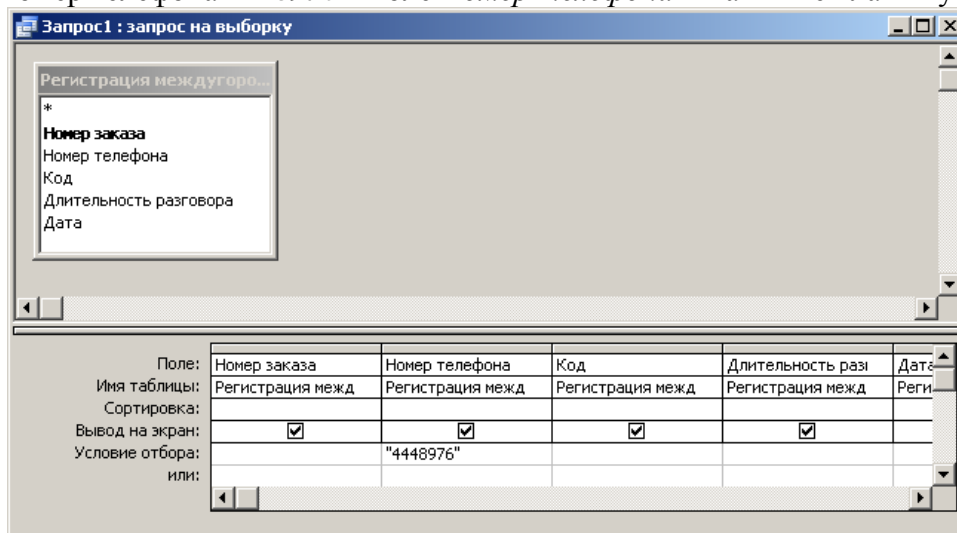 Запрос1 : запрос на выборку
Регистрация междугоро...
*
Номер заказа
Номер телефона
Код
Длительность разговора
Дата
Поле: Номер заказа Номер телефона Код Длительность разг Дата
Имя таблицы: Регистрация межд Регистрация межд Регистрация межд Регистрация межд Реги
Сортировка:
Вывод на экран:
Условие отбора: "4448976"
или: